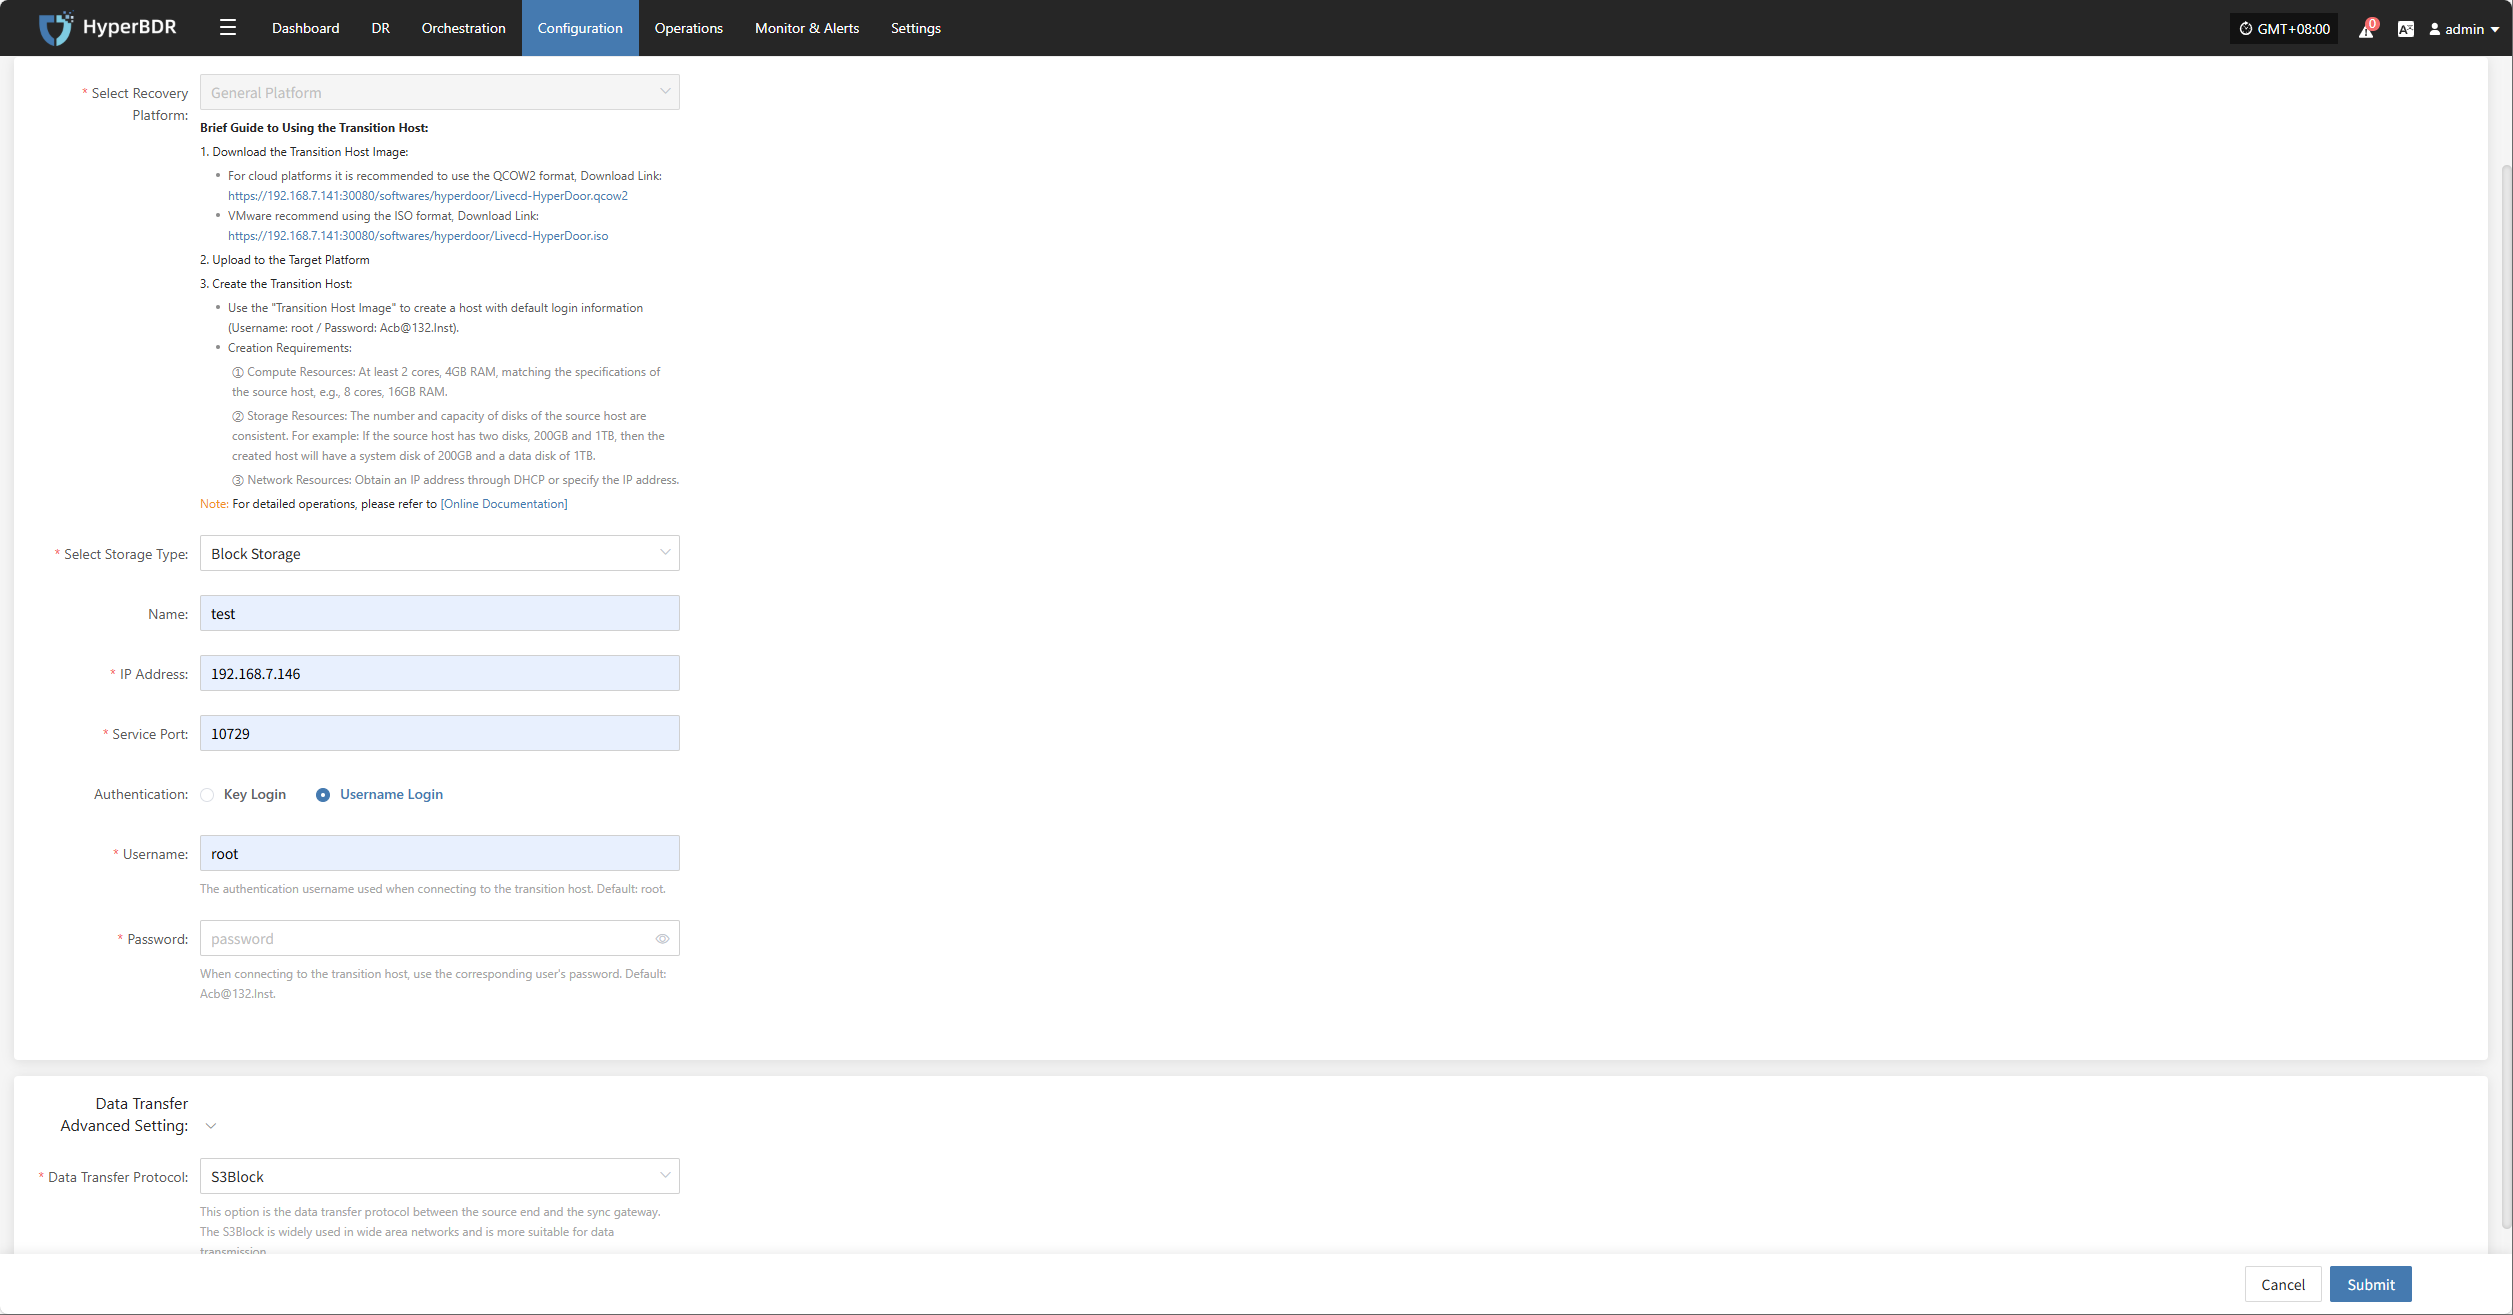 HyperBDR
Dashboard
DR
Orchestration
Configuration
Operations
Monitor & Alerts
Settings
GMT+08:00
0
admin
* Select Recovery
Platform:
General Platform
Brief Guide to Using the Transition Host:
1. Download the Transition Host Image:
• For cloud platforms it is recommended to use the QCOW2 format, Download Link:
https://192.168.7.141:30080/softwares/hyperdoor/Livecd-HyperDoor.qcow2
• VMware recommend using the ISO format, Download Link:
https://192.168.7.141:30080/softwares/hyperdoor/Livecd-HyperDoor.iso
2. Upload to the Target Platform
3. Create the Transition Host:
• Use the "Transition Host Image" to create a host with default login information
(Username: root / Password: Acb@132.Inst).
• Creation Requirements:
① Compute Resources: At least 2 cores, 4GB RAM, matching the specifications of
the source host, e.g., 8 cores, 16GB RAM.
② Storage Resources: The number and capacity of disks of the source host are
consistent. For example: If the source host has two disks, 200GB and 1TB, then the
created host will have a system disk of 200GB and a data disk of 1TB.
③ Network Resources: Obtain an IP address through DHCP or specify the IP address.
Note: For detailed operations, please refer to [Online Documentation]
* Select Storage Type:
Block Storage
Name:
test
* IP Address:
192.168.7.146
* Service Port:
10729
Authentication:
Key Login
Username Login
* Username:
root
The authentication username used when connecting to the transition host. Default: root.
* Password:
password
When connecting to the transition host, use the corresponding user's password. Default:
Acb@132.Inst.
Data Transfer
Advanced Setting:
* Data Transfer Protocol:
S3Block
This option is the data transfer protocol between the source end and the sync gateway.
The S3Block is widely used in wide area networks and is more suitable for data
transmission
Cancel
Submit